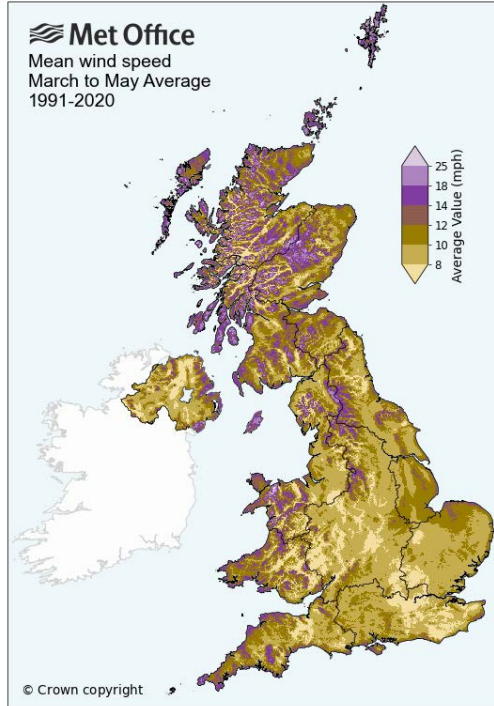 Met Office
Mean wind speed
March to May Average
1991-2020
25
18
14
12
10
8
Average Value (mph)
© Crown copyright